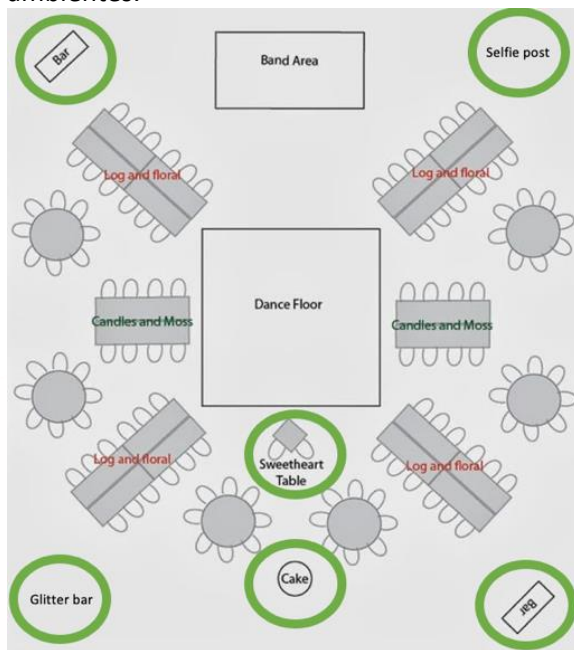 Bar
Band Area
Selfie post
Log and floral
Log and floral
Dance Floor
Candles and Moss
Candles and Moss
Log and floral
Sweetheart
Table
Log and floral
Glitter bar
Cake
Bar